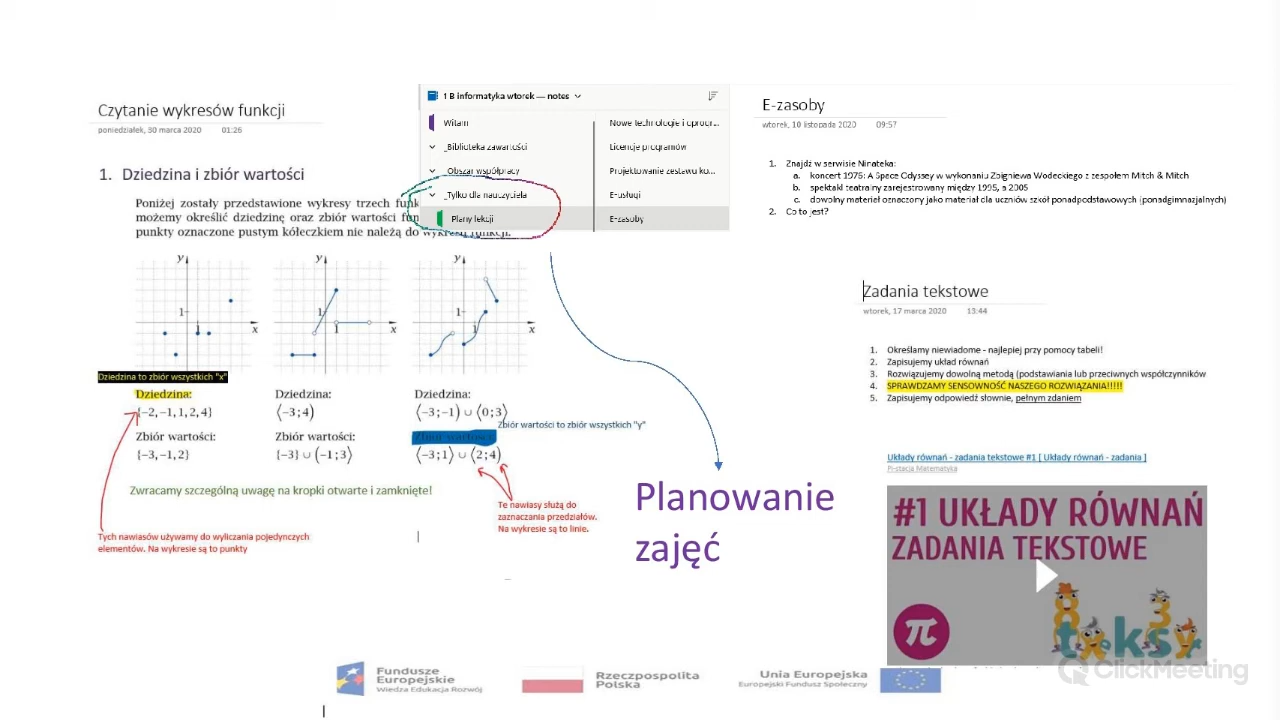 Czytanie wykresów funkcji
poniedziałek, 30 marca 2020 01:26
1. Dziedzina i zbiór wartości
Poniżej zostały przedstawione wykresy trzech
możemy określić dziedzinę oraz zbiór wartości
punkty oznaczone pustym kółeczkiem nie należą do wykresu funkcji.
y
1
1
x
y
1
1
x
y
1
1
x
Dziedzina to zbiór wszystkich "x"
Dziedzina:
{-2, -1, 1, 2, 4}
Zbiór wartości:
{-3, -1, 2}
Dziedzina:
⟨-3; 4)
Zbiór wartości:
{-3} ∪ (-1; 3⟩
Dziedzina:
⟨-3; -1) ∪ ⟨0; 3⟩
Zbiór wartości to zbiór wszystkich "y"
Zbiór wartości:
⟨-3; 1⟩ ∪ ⟨2; 4)
Zwracamy szczególną uwagę na kropki otwarte i zamknięte!
Tych nawiasów używamy do wyliczania pojedynczych
elementów. Na wykresie są to punkty
Te nawiasy służą do
zaznaczania przedziałów.
Na wykresie są to linie.
1 B informatyka wtorek — notes
Witam
_Biblioteka zawartości
_Obszar współpracy
_Tylko dla nauczyciela
Plany lekcji
Nowe technologie i oprogr...
Licencje programów
Projektowanie zestawu ko...
E-usługi
E-zasoby
Planowanie
zajęć
E-zasoby
wtorek, 10 listopada 2020 09:57
1. Znajdź w serwisie Ninateka:
a. koncert 1976: A Space Odyssey w wykonaniu Zbigniewa Wodeckiego z zespołem Mitch & Mitch
b. spektakl teatralny zarejestrowany między 1995, a 2005
c. dowolny materiał oznaczony jako materiał dla uczniów szkół ponadpodstawowych (ponadgimnazjalnych)
2. Co to jest?
Zadania tekstowe
wtorek, 17 marca 2020 13:44
1. Określamy niewiadome - najlepiej przy pomocy tabeli!
2. Zapisujemy układ równań
3. Rozwiązujemy dowolną metodą (podstawiania lub przeciwnych współczynników
4. SPRAWDZAMY SENSOWNOŚĆ NASZEGO ROZWIĄZANIA!!!!!
5. Zapisujemy odpowiedź słownie, pełnym zdaniem
Układy równań - zadania tekstowe #1 [ Układy równań - zadania ]
Pi-stacja Matematyka
#1 UKŁADY RÓWNAŃ
ZADANIA TEKSTOWE
π
8 3
teksy
Fundusze
Europejskie
Wiedza Edukacja Rozwój
Rzeczpospolita
Polska
Unia Europejska
Europejski Fundusz Społeczny
ClickMeeting